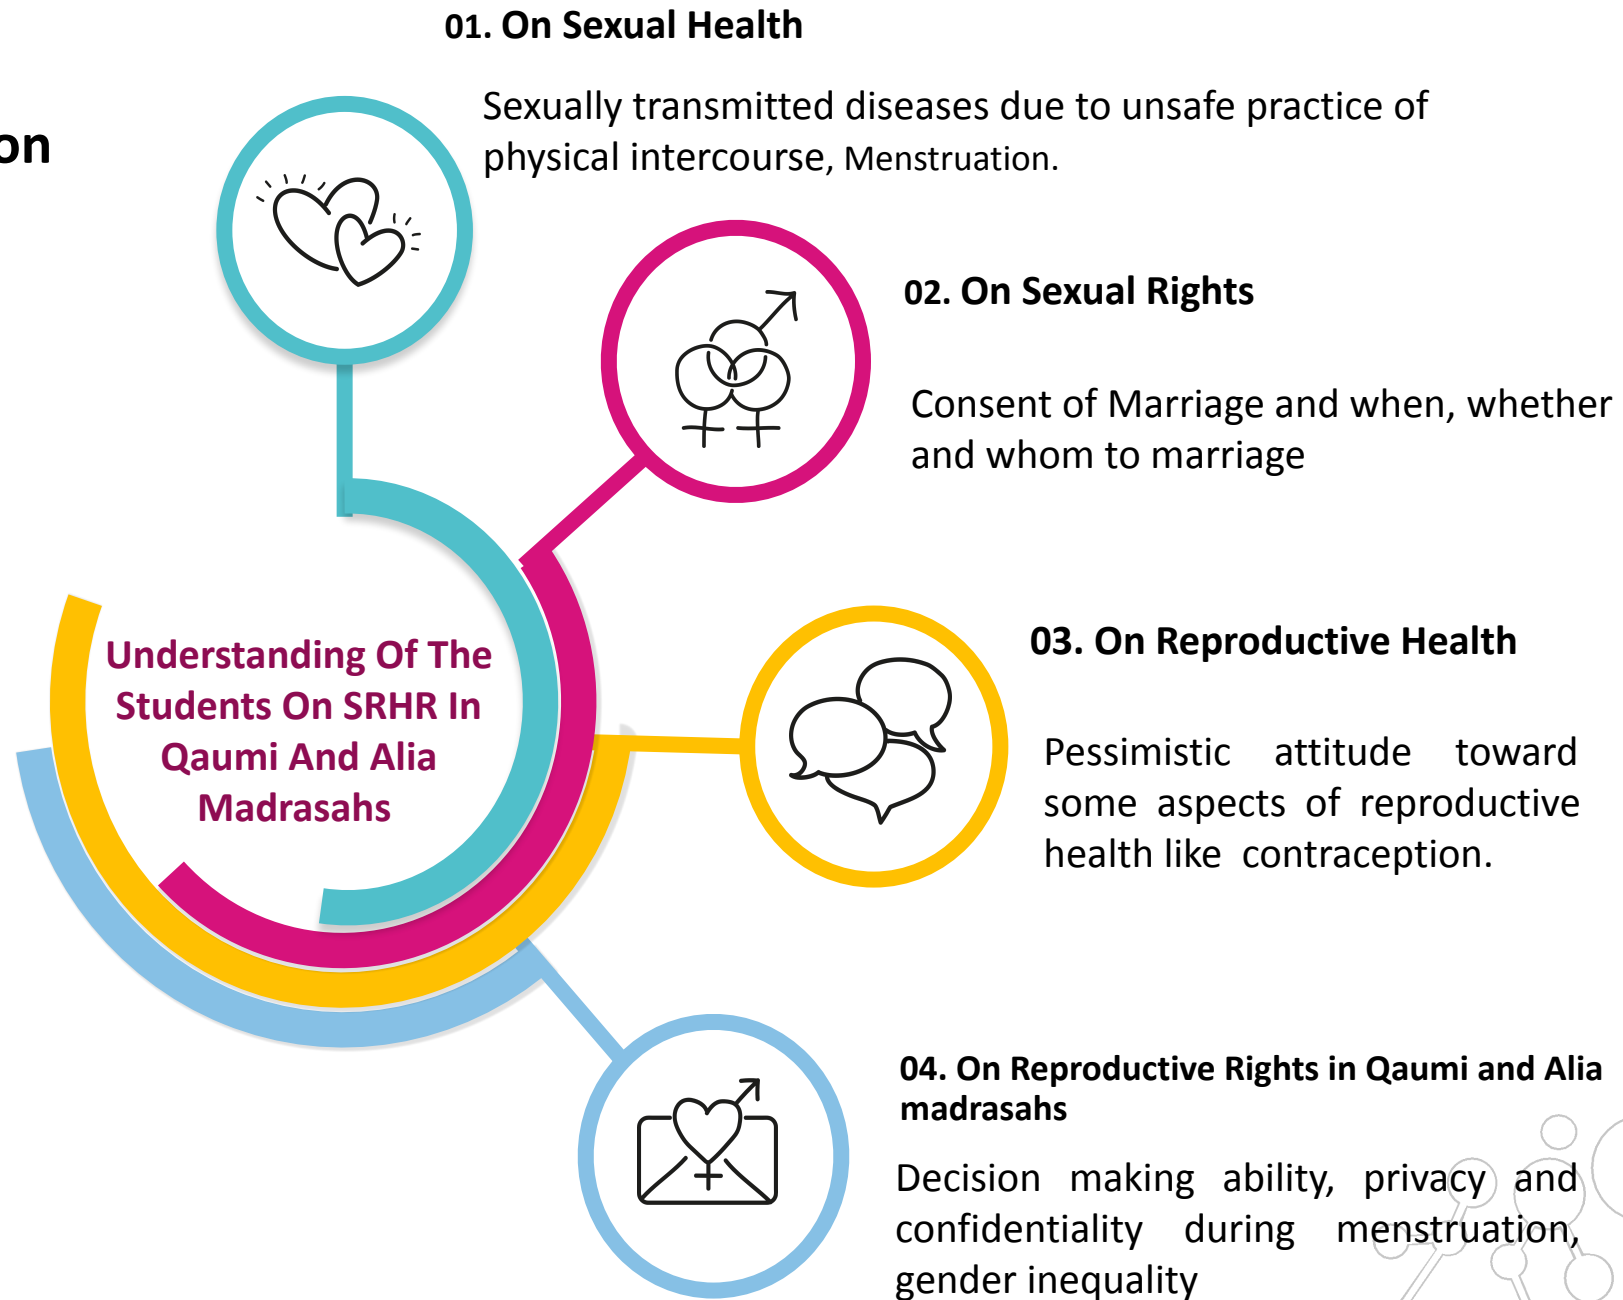 01. On Sexual Health
Sexually transmitted diseases due to unsafe practice of
physical intercourse, Menstruation.
on
02. On Sexual Rights
Consent of Marriage and when, whether
and whom to marriage
Understanding Of The
Students On SRHR In
Qaumi And Alia
Madrasahs
03. On Reproductive Health
Pessimistic attitude toward
some aspects of reproductive
health like contraception.
04. On Reproductive Rights in Qaumi and Alia
madrasahs
Decision making ability, privacy and
confidentiality during menstruation,
gender inequality